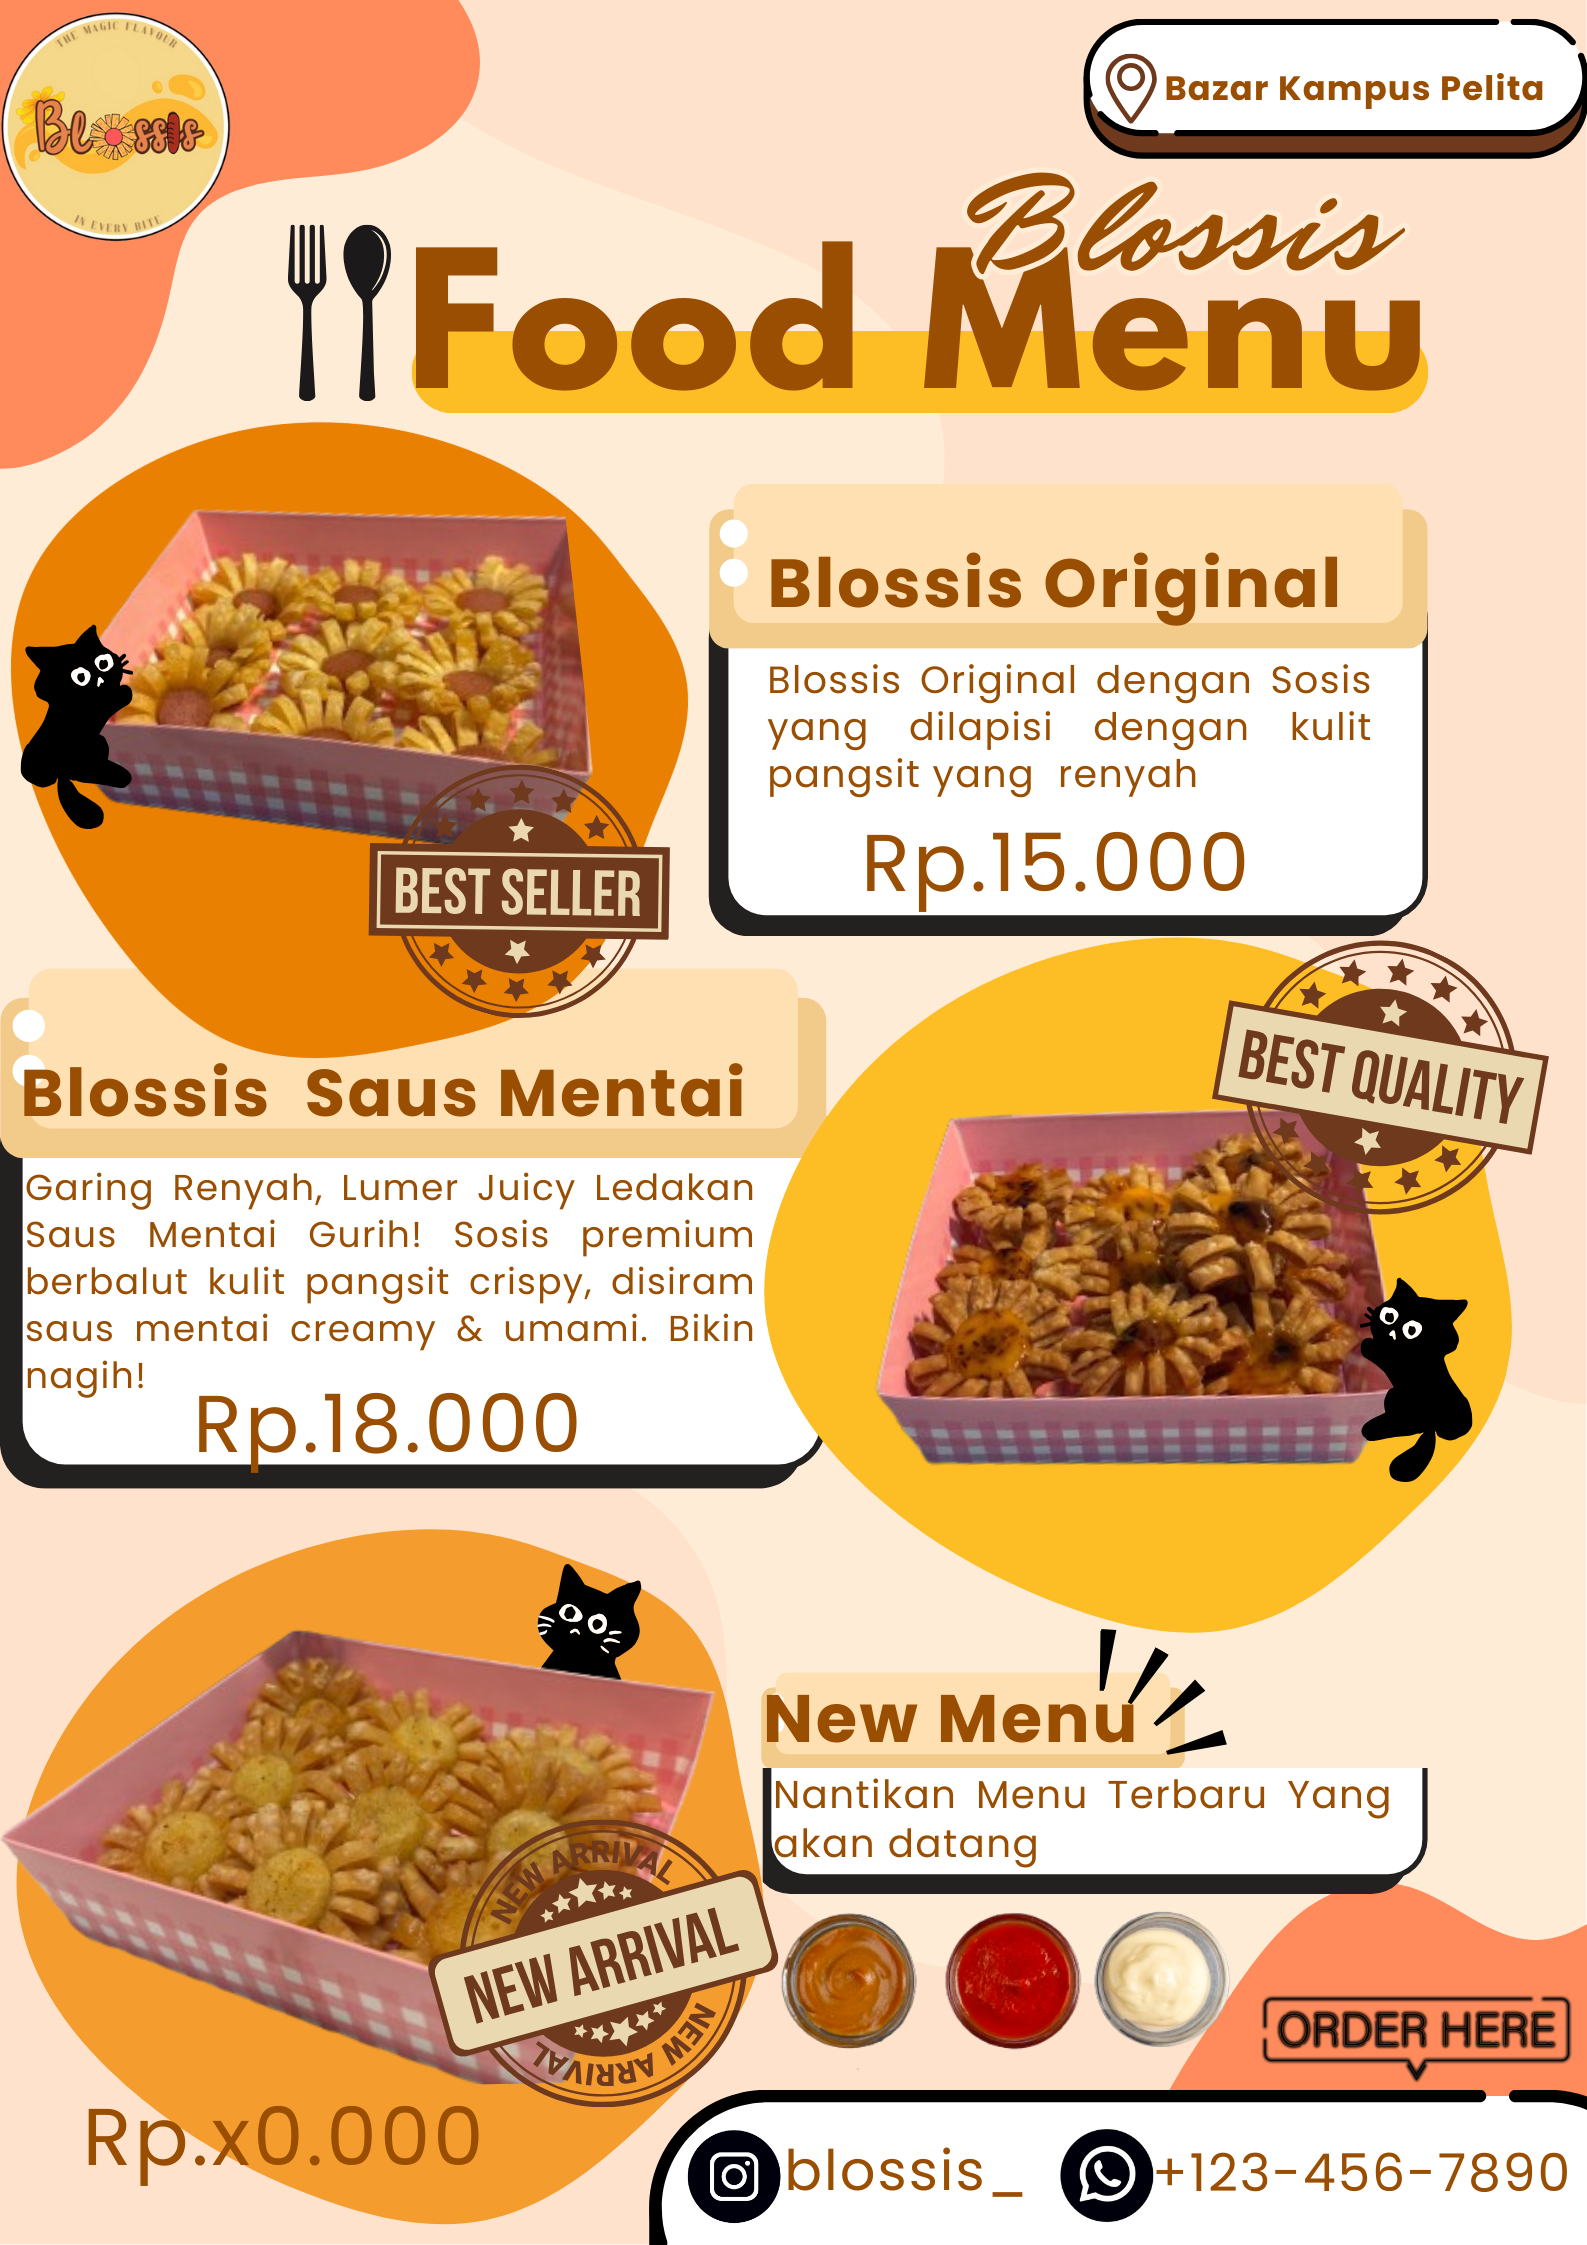 THE MAGIC FLAVOUR
Blossis
IN EVERY BITE
Bazar Kampus Pelita
Blossis
Food Menu
Blossis Original
Blossis Original dengan Sosis
yang dilapisi dengan kulit
pangsit yang renyah
Rp.15.000
BEST SELLER
BEST QUALITY
Blossis Saus Mentai
Garing Renyah, Lumer Juicy Ledakan
Saus Mentai Gurih! Sosis premium
berbalut kulit pangsit crispy, disiram
saus mentai creamy & umami. Bikin
nagih!
Rp.18.000
New Menu
Nantikan Menu Terbaru Yang
akan datang
NEW ARRIVAL
NEW ARRIVAL
NEW ARRIVAL
Rp.x0.000
ORDER HERE
blossis_
+123-456-7890